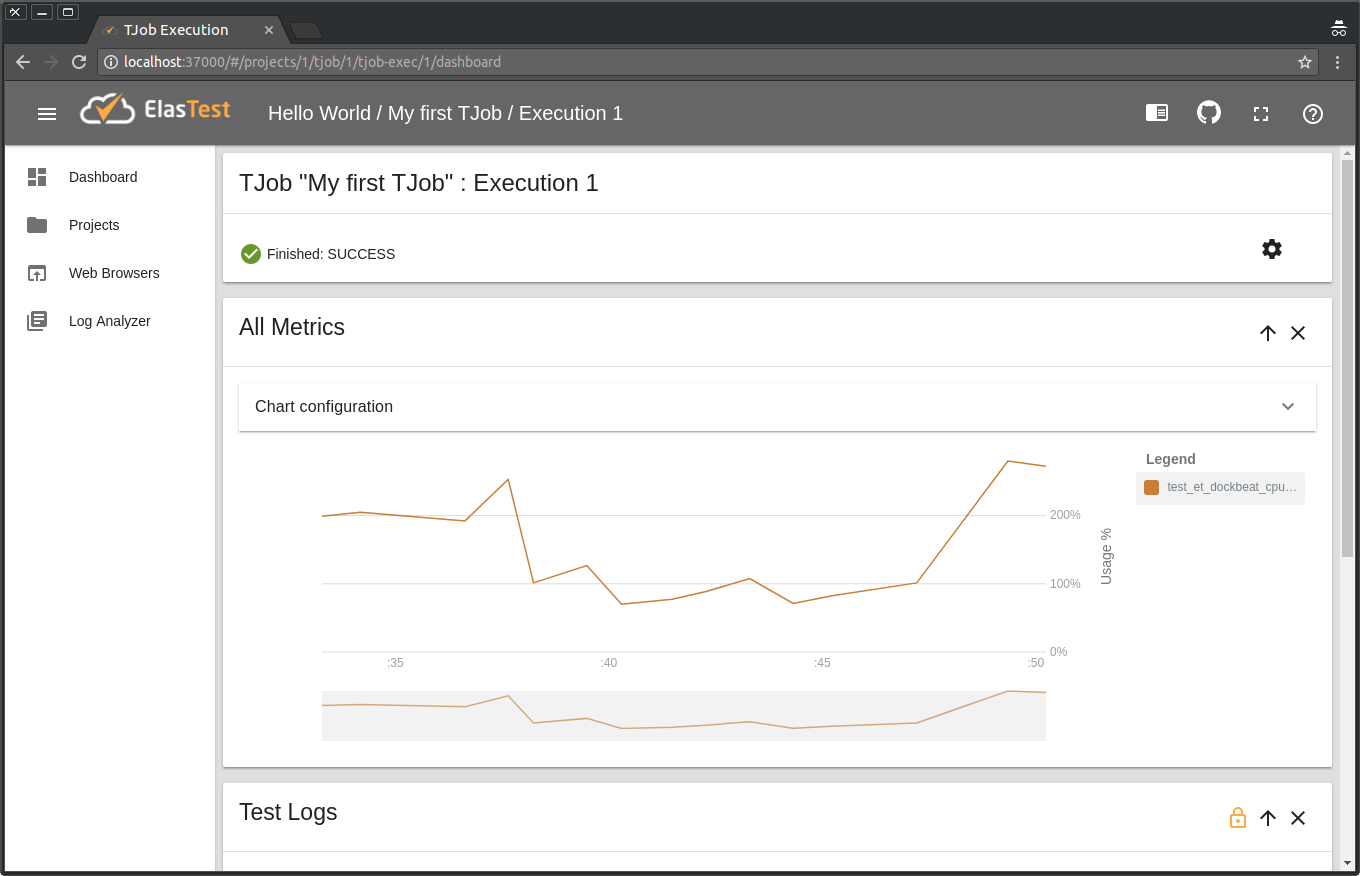 TJob Execution
localhost:37000/#/projects/1/tjob/1/tjob-exec/1/dashboard
ElasTest
Hello World / My first TJob / Execution 1
Dashboard
Projects
Web Browsers
Log Analyzer
TJob "My first TJob" : Execution 1
Finished: SUCCESS
All Metrics
Chart configuration
Legend
test_et_dockbeat_cpu…
200%
100%
0%
Usage %
:35
:40
:45
:50
Test Logs